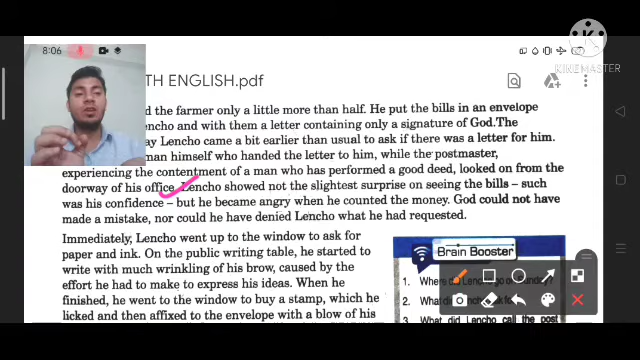 8:06
KINEMASTER
TH ENGLISH.pdf
d the farmer only a little more than half. He put the bills in an envelope
encho and with them a letter containing only a signature of God. The
ay Lencho came a bit earlier than usual to ask if there was a letter for him.
man himself who handed the letter to him, while the postmaster,
experiencing the contentment of a man who has performed a good deed, looked on from the
doorway of his office. Lencho showed not the slightest surprise on seeing the bills – such
was his confidence – but he became angry when he counted the money. God could not have
made a mistake, nor could he have denied Lencho what he had requested.
Immediately, Lencho went up to the window to ask for
paper and ink. On the public writing table, he started to
write with much wrinkling of his brow, caused by the
effort he had to make to express his ideas. When he
finished, he went to the window to buy a stamp, which he
licked and then affixed to the envelope with a blow of his
Brain Booster
1. Where did Lencho go on Sunday?
2. What did Lencho ask for
3. What did Lencho call the post